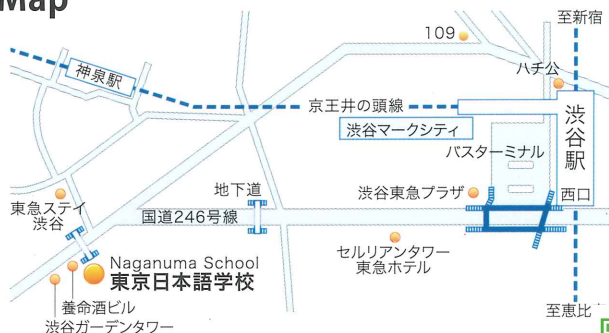 Map
至新宿
109
ハチ公
神泉駅
京王井の頭線
渋谷マークシティ
渋谷駅
バスターミナル
地下道
渋谷東急プラザ
西口
東急ステイ
渋谷
国道246号線
セルリアンタワー
東急ホテル
Naganuma School
東京日本語学校
養命酒ビル
渋谷ガーデンタワー
至恵比